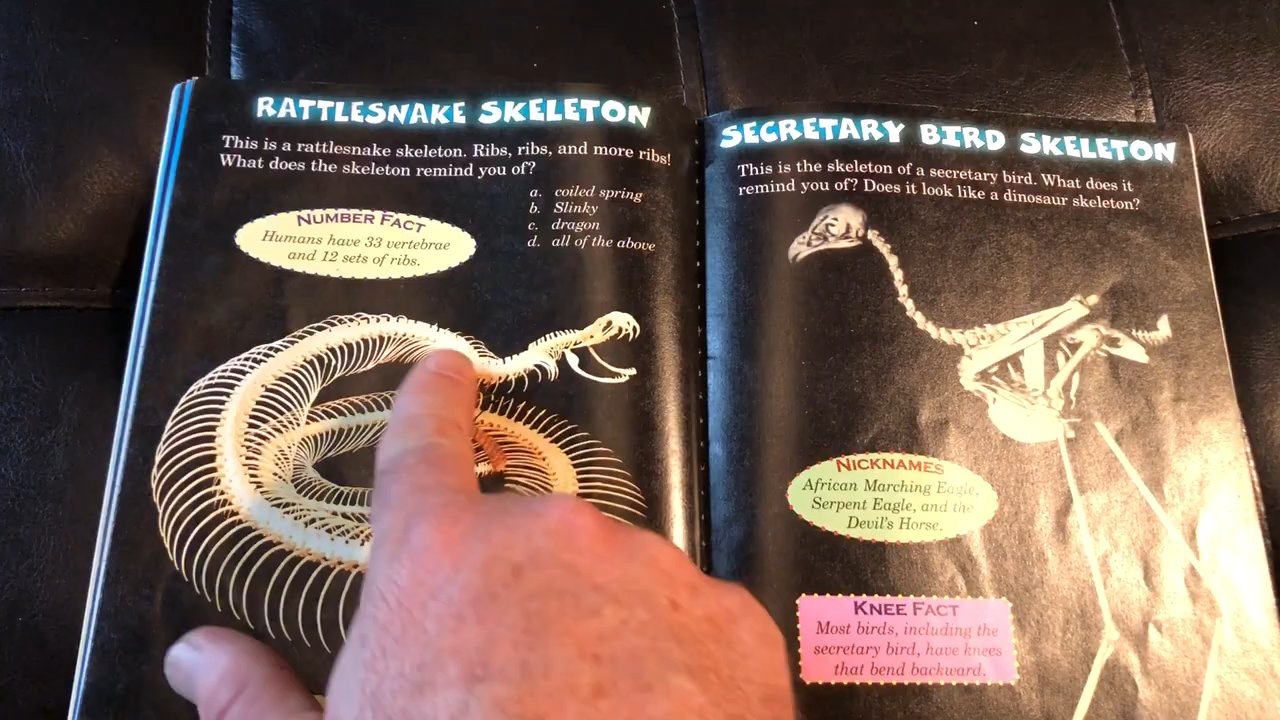 RATTLESNAKE SKELETON
This is a rattlesnake skeleton. Ribs, ribs, and more ribs!
What does the skeleton remind you of?
a. coiled spring
b. Slinky
c. dragon
d. all of the above
NUMBER FACT
Humans have 33 vertebrae
and 12 sets of ribs.
SECRETARY BIRD SKELETON
This is the skeleton of a secretary bird. What does it
remind you of? Does it look like a dinosaur skeleton?
NICKNAMES
African Marching Eagle,
Serpent Eagle, and the
Devil's Horse.
KNEE FACT
Most birds, including the
secretary bird, have knees
that bend backward.